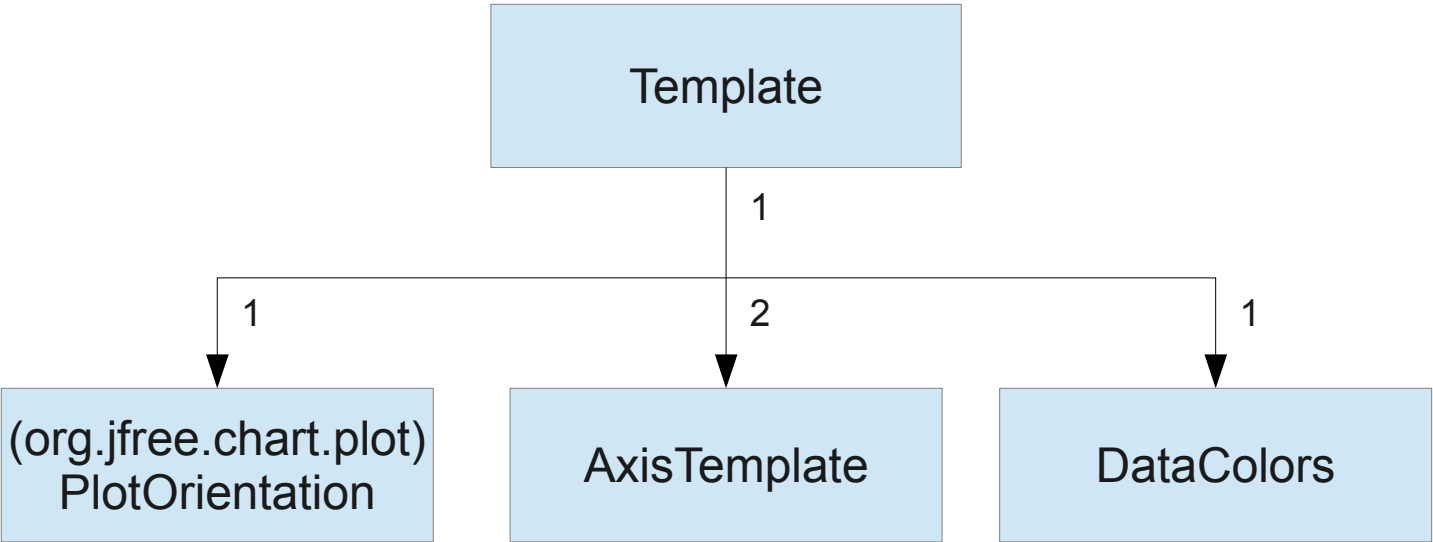 Template
1
1
2
1
(org.jfree.chart.plot)
PlotOrientation
AxisTemplate
DataColors